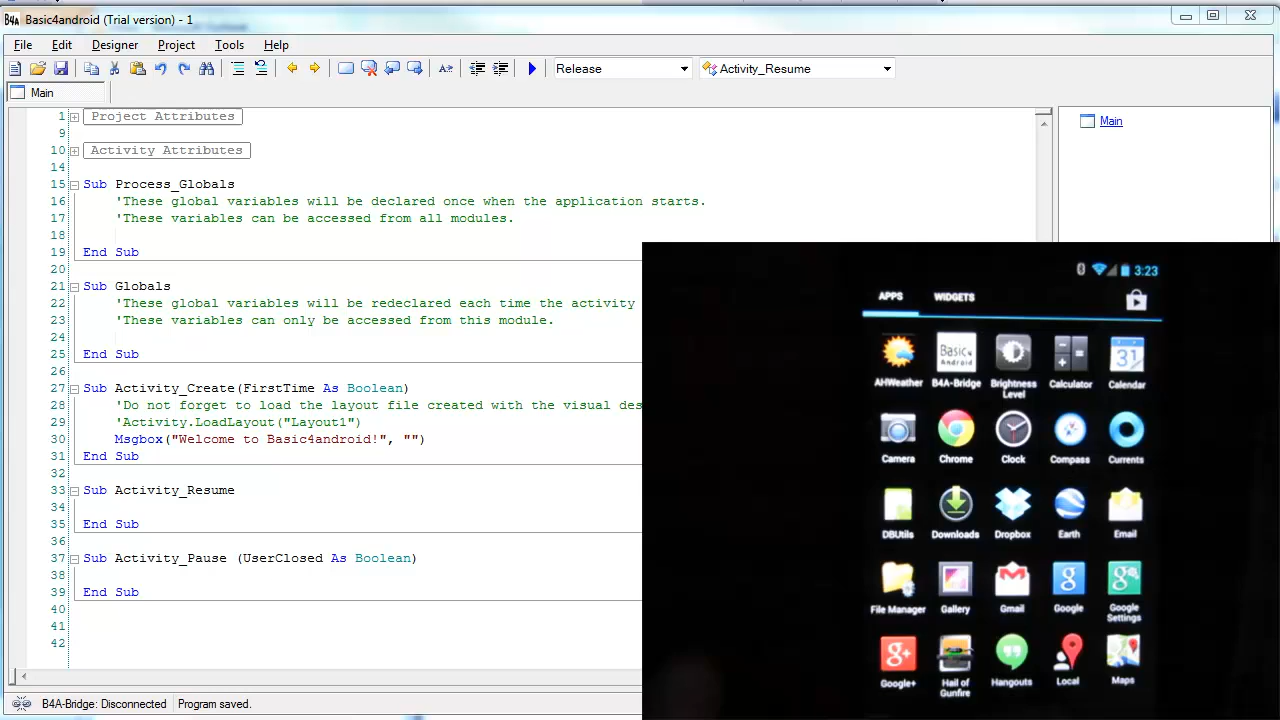 Basic4android (Trial version) - 1
File Edit Designer Project Tools Help
Release Activity_Resume
Main
1 Project Attributes
9
10 Activity Attributes
14
15 Sub Process_Globals
16 'These global variables will be declared once when the application starts.
17 'These variables can be accessed from all modules.
18
19 End Sub
20
21 Sub Globals
22 'These global variables will be redeclared each time the activity
23 'These variables can only be accessed from this module.
24
25 End Sub
26
27 Sub Activity_Create(FirstTime As Boolean)
28 'Do not forget to load the layout file created with the visual des
29 'Activity.LoadLayout("Layout1")
30 Msgbox("Welcome to Basic4android!", "")
31 End Sub
32
33 Sub Activity_Resume
34
35 End Sub
36
37 Sub Activity_Pause (UserClosed As Boolean)
38
39 End Sub
40
41
42
Main
B4A-Bridge: Disconnected Program saved.
3:23
APPS WIDGETS
Basic
Android
31
AHWeather B4A-Bridge Brightness Level Calculator Calendar
Camera Chrome Clock Compass Currents
DBUtils Downloads Dropbox Earth Email
File Manager Gallery Gmail Google Google Settings
Google+ Hail of Gunfire Hangouts Local Maps